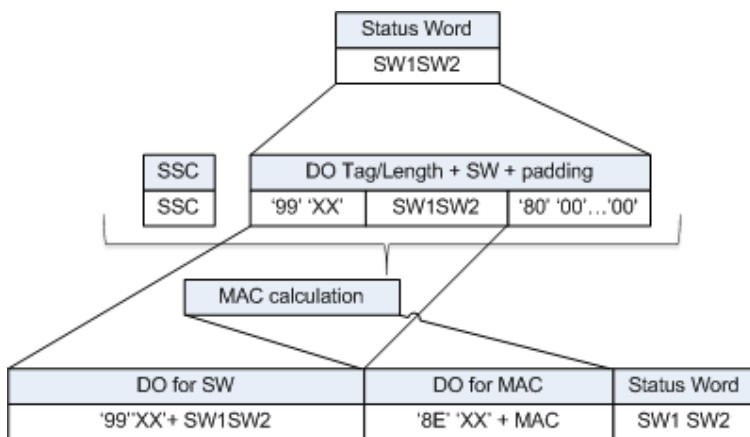 Status Word
SW1SW2
SSC
DO Tag/Length + SW + padding
SSC
‘99’ ‘XX’
SW1SW2
‘80’ ‘00’...‘00’
MAC calculation
DO for SW
DO for MAC
Status Word
‘99’‘XX’+ SW1SW2
‘8E’ ‘XX’ + MAC
SW1 SW2